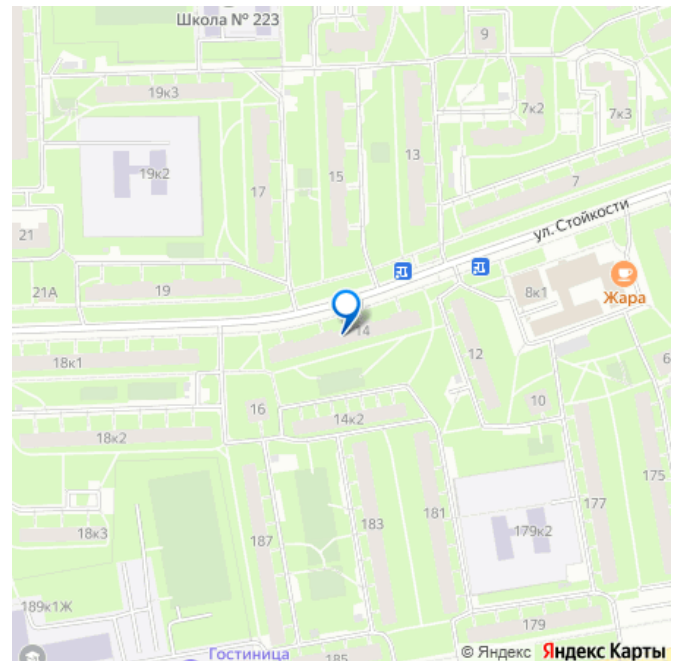 Школа № 223
9
19к3
7к2
7к3
13
19к2
15
17
7
ул. Стойкости
21
21А
19
8к1
Жара
14
18к1
12
6
16
10
14к2
18к2
175
177
181
183
18к3
179к2
187
189к1Ж
179
Гостиница
185
© Яндекс Яндекс Карты